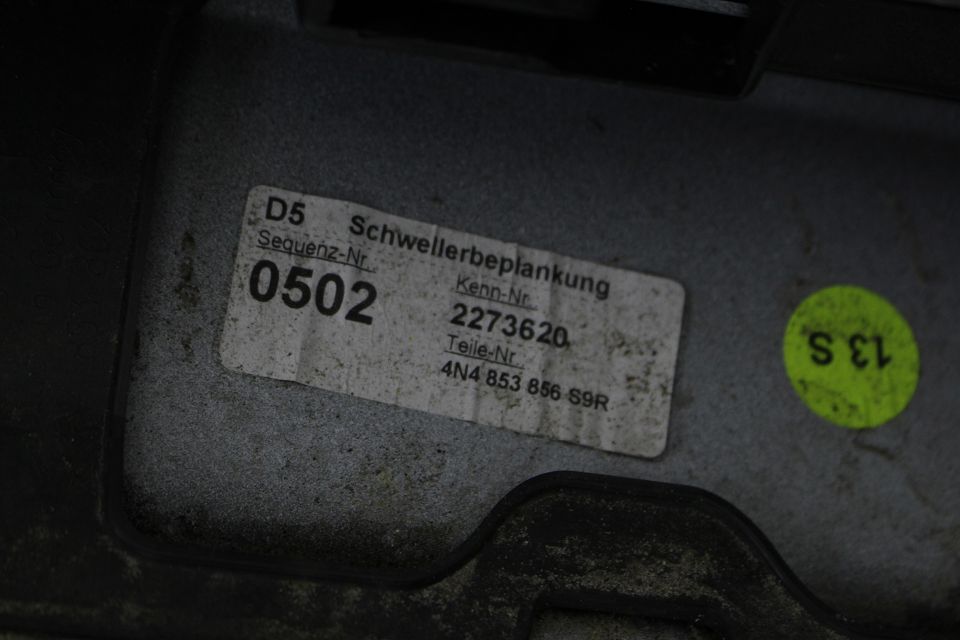 D5 Schwellerbeplankung
Sequenz-Nr.
0502
Kenn-Nr.
2273620
Teile-Nr.
4N4 853 856 S9R
13 S